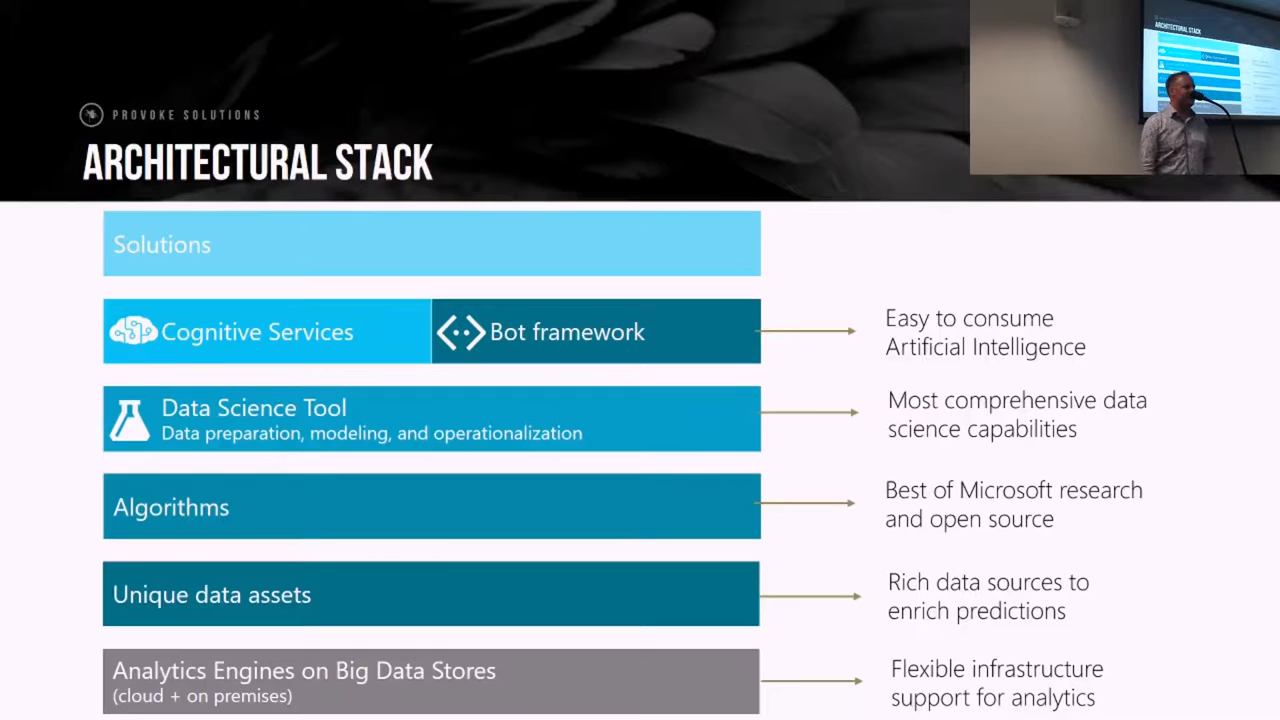 PROVOKE SOLUTIONS
ARCHITECTURAL STACK
ARCHITECTURAL STACK
Solutions
Cognitive Services
Bot framework
Easy to consume
Artificial Intelligence
Data Science Tool
Data preparation, modeling, and operationalization
Most comprehensive data
science capabilities
Algorithms
Best of Microsoft research
and open source
Unique data assets
Rich data sources to
enrich predictions
Analytics Engines on Big Data Stores
(cloud + on premises)
Flexible infrastructure
support for analytics